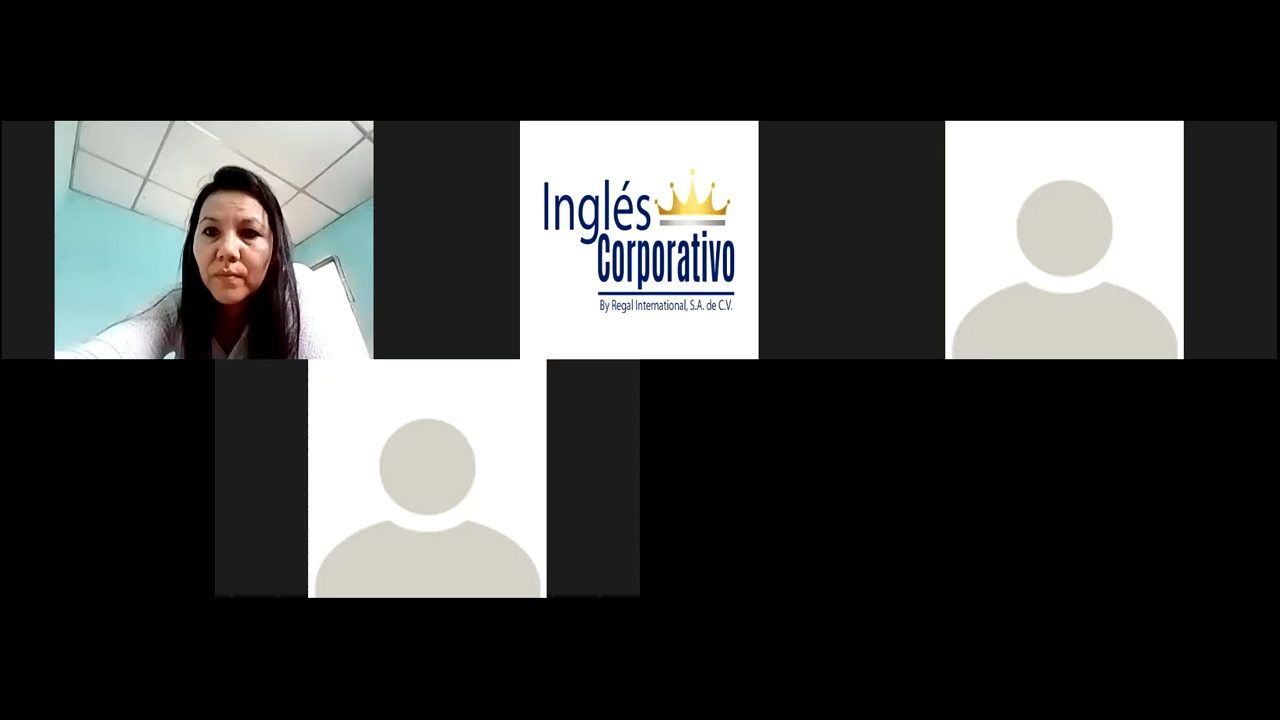 Inglés
Corporativo
By Regal International, S.A. de C.V.